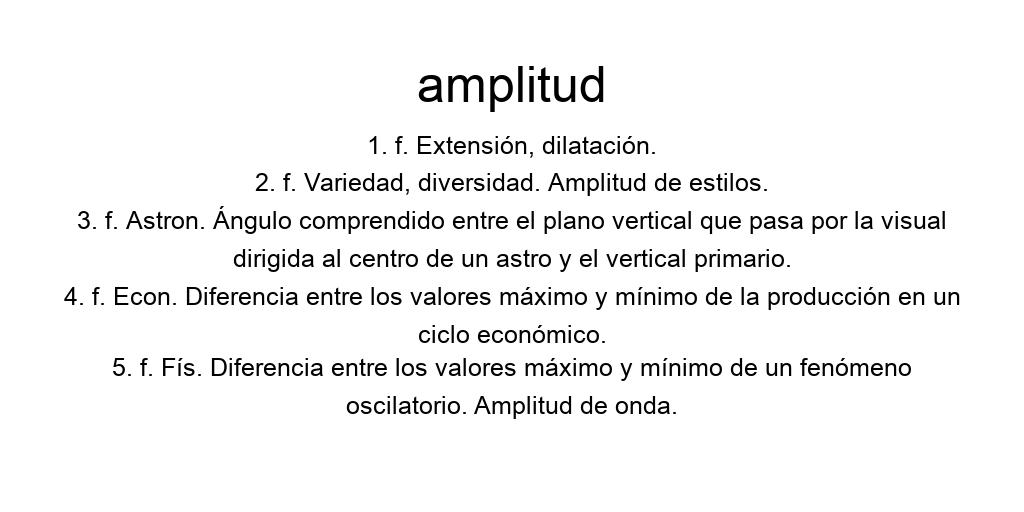 amplitud
1. f. Extensión, dilatación.
2. f. Variedad, diversidad. Amplitud de estilos.
3. f. Astron. Ángulo comprendido entre el plano vertical que pasa por la visual
dirigida al centro de un astro y el vertical primario.
4. f. Econ. Diferencia entre los valores máximo y mínimo de la producción en un
ciclo económico.
5. f. Fís. Diferencia entre los valores máximo y mínimo de un fenómeno
oscilatorio. Amplitud de onda.